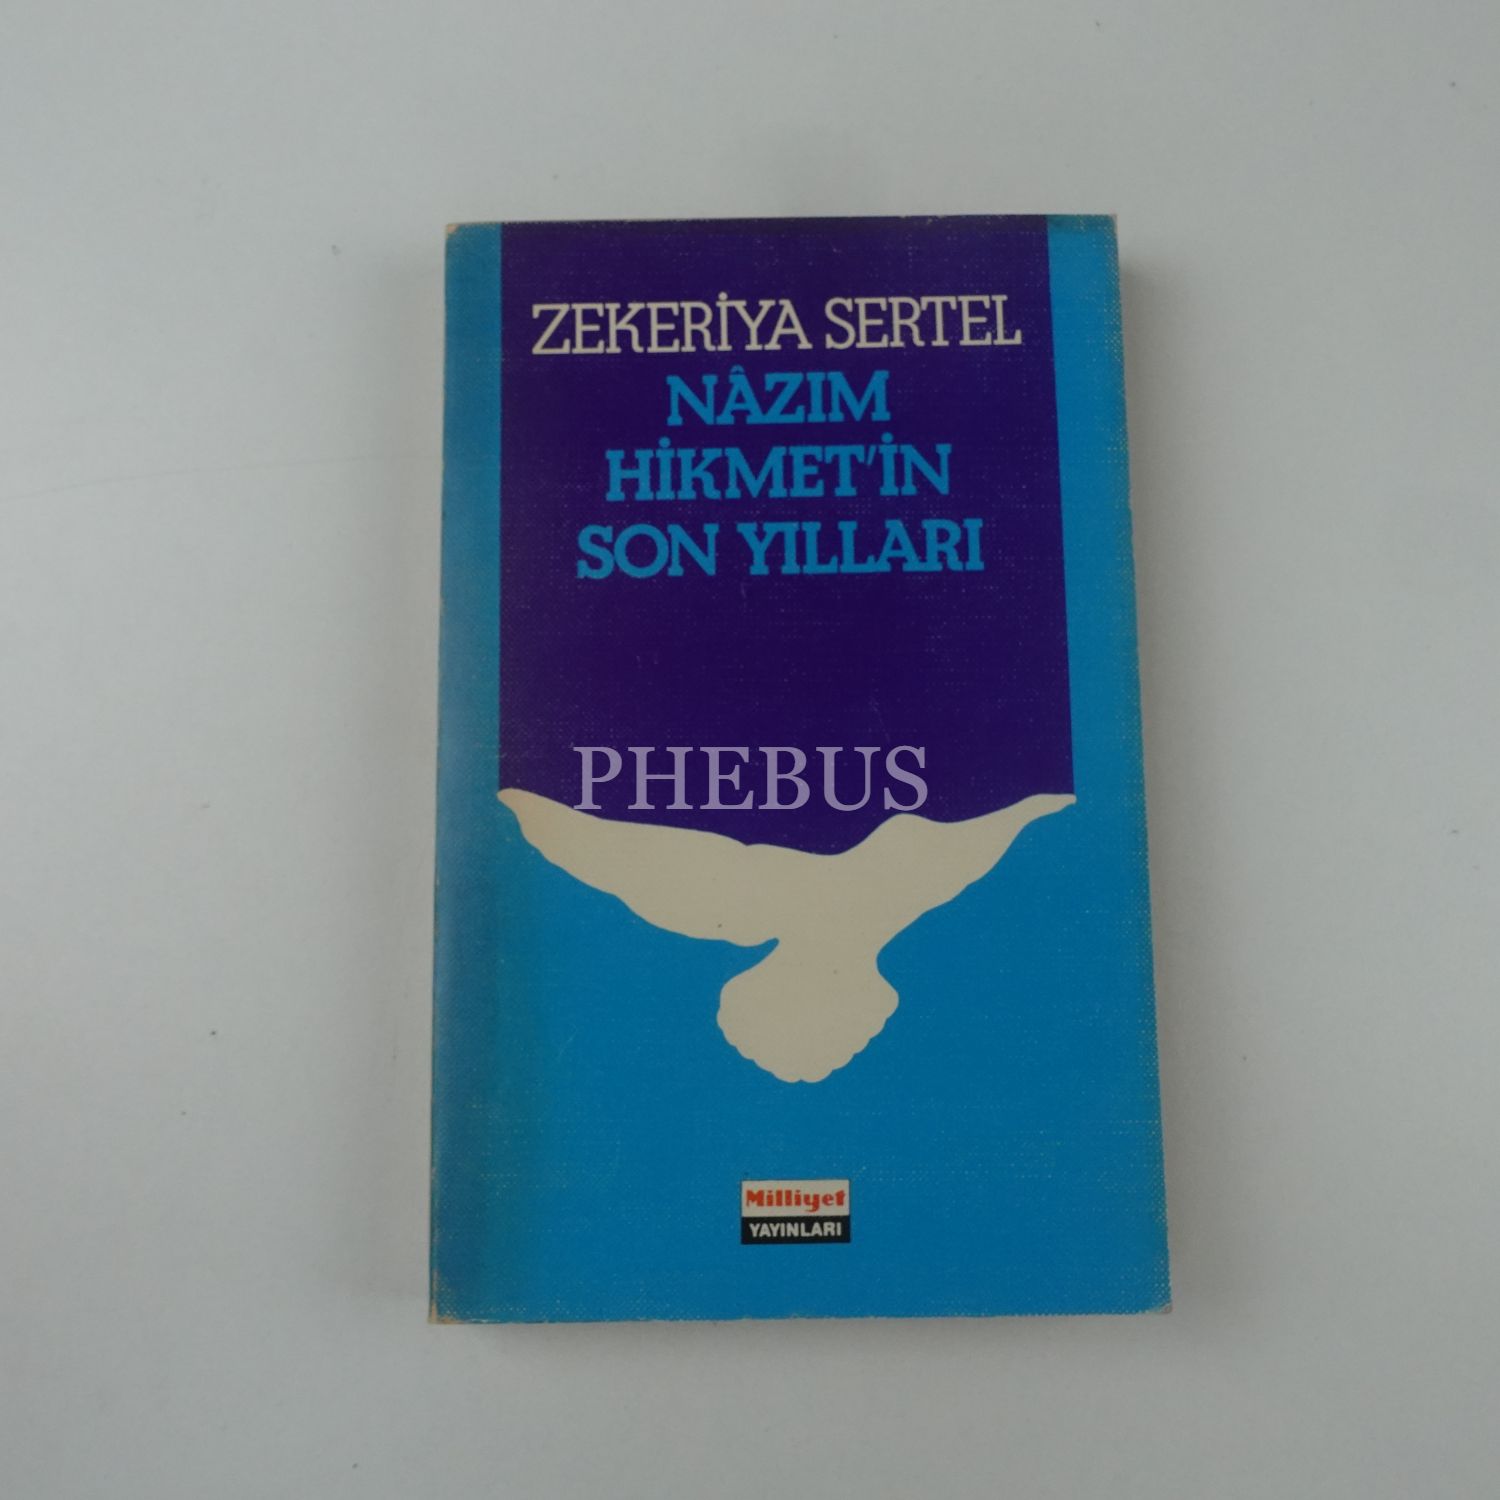 ZEKERİYA SERTEL
NÂZIM
HİKMET'İN
SON YILLARI
PHEBUS
Milliyet
YAYINLARI